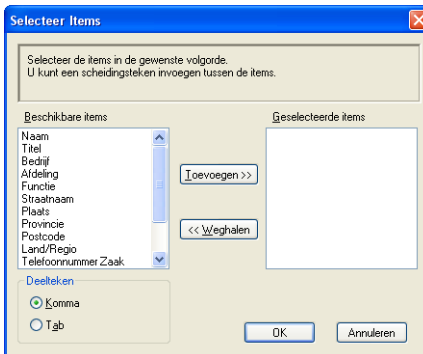 Selecteer Items
Selecteer de items in de gewenste volgorde.
U kunt een scheidingsteken invoegen tussen de items.
Beschikbare items
Geselecteerde items
Naam
Titel
Bedrijf
Afdeling
Functie
Straatnaam
Plaats
Provincie
Postcode
Land/Regio
Telefoonnummer Zaak
Toevoegen >>
<< Weghalen
Deelteken
Komma
Tab
OK
Annuleren